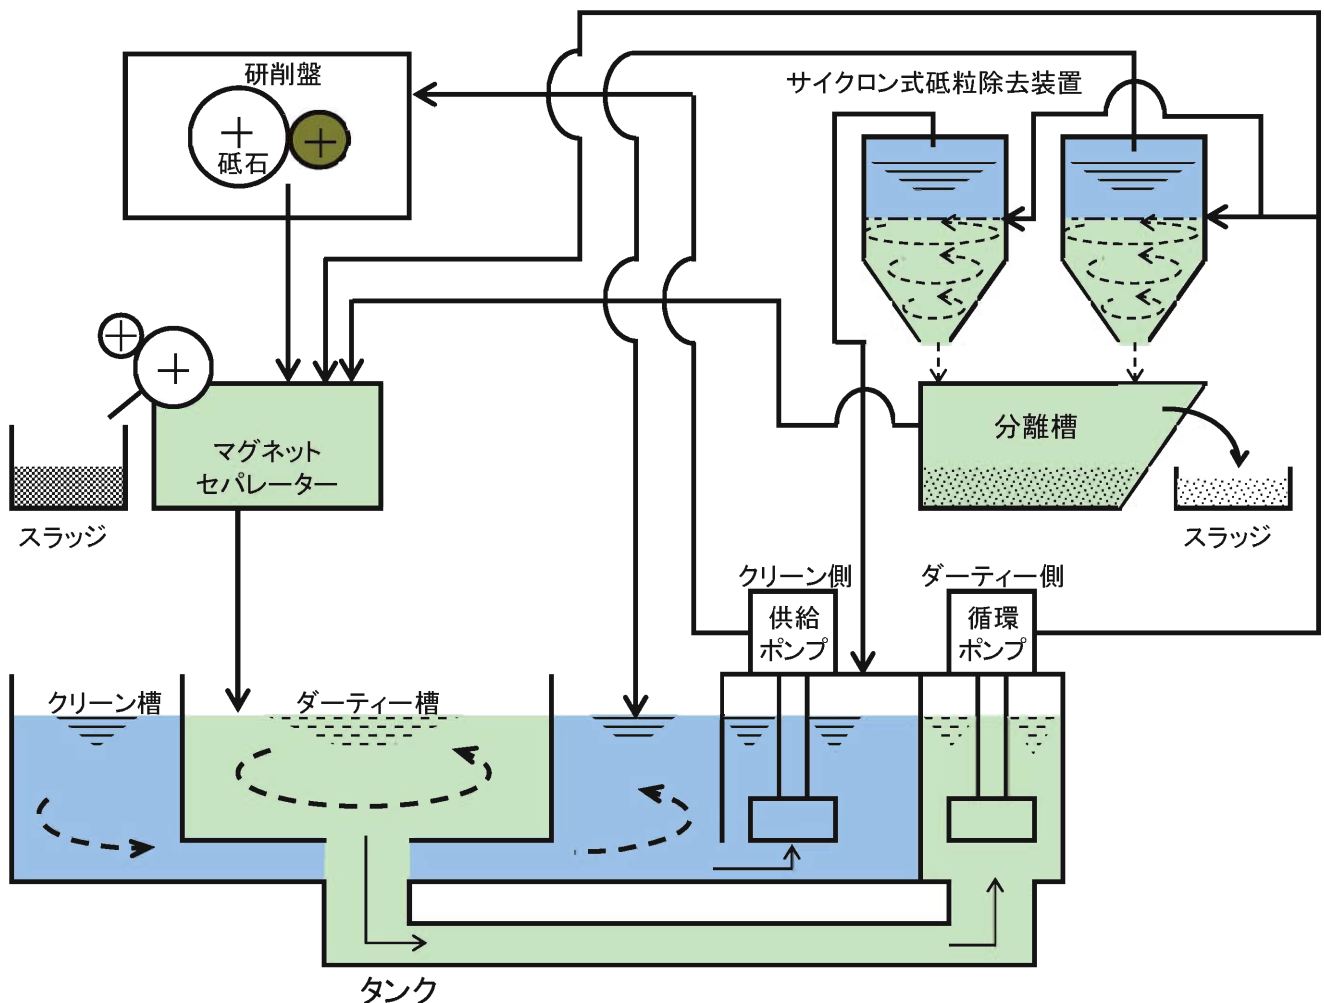 研削盤
砥石
サイクロン式砥粒除去装置
マグネット
セパレーター
分離槽
スラッジ
スラッジ
クリーン側
ダーティー側
供給
ポンプ
循環
ポンプ
クリーン槽
ダーティー槽
タンク